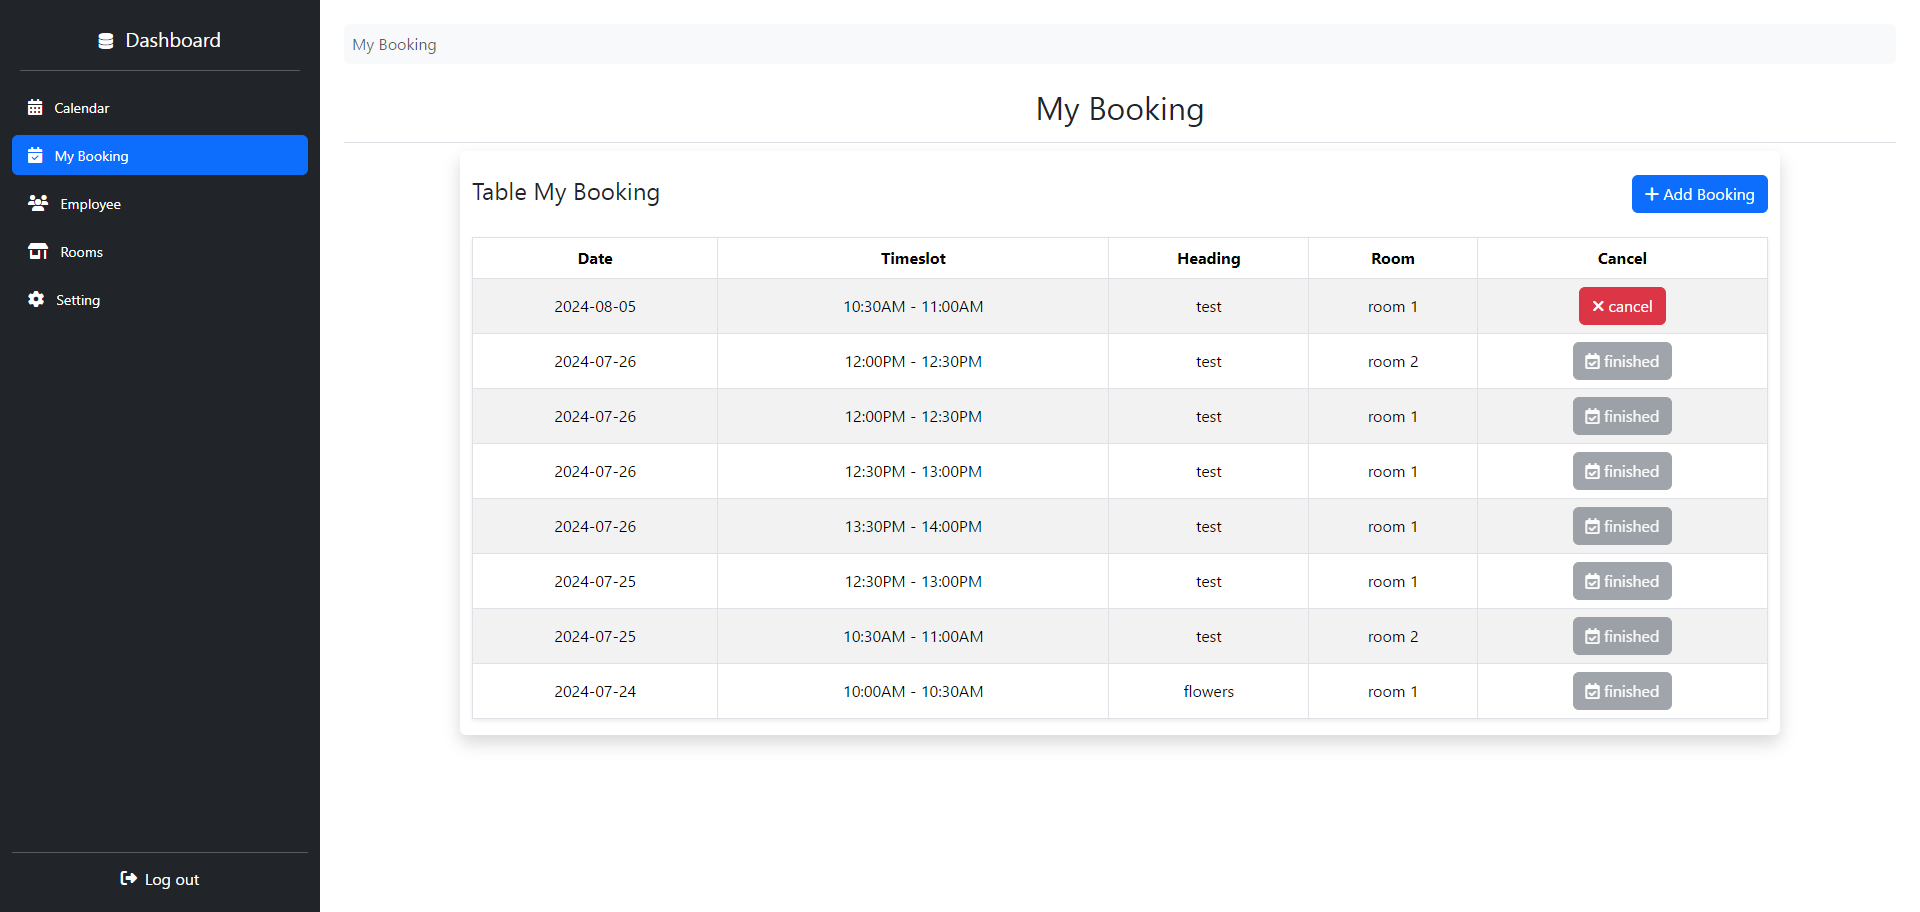 Dashboard
Calendar
My Booking
Employee
Rooms
Setting
Log out
My Booking
My Booking
Table My Booking
Add Booking
Date Timeslot Heading Room Cancel
2024-08-05 10:30AM - 11:00AM test room 1 cancel
2024-07-26 12:00PM - 12:30PM test room 2 finished
2024-07-26 12:00PM - 12:30PM test room 1 finished
2024-07-26 12:30PM - 13:00PM test room 1 finished
2024-07-26 13:30PM - 14:00PM test room 1 finished
2024-07-25 12:30PM - 13:00PM test room 1 finished
2024-07-25 10:30AM - 11:00AM test room 2 finished
2024-07-24 10:00AM - 10:30AM flowers room 1 finished